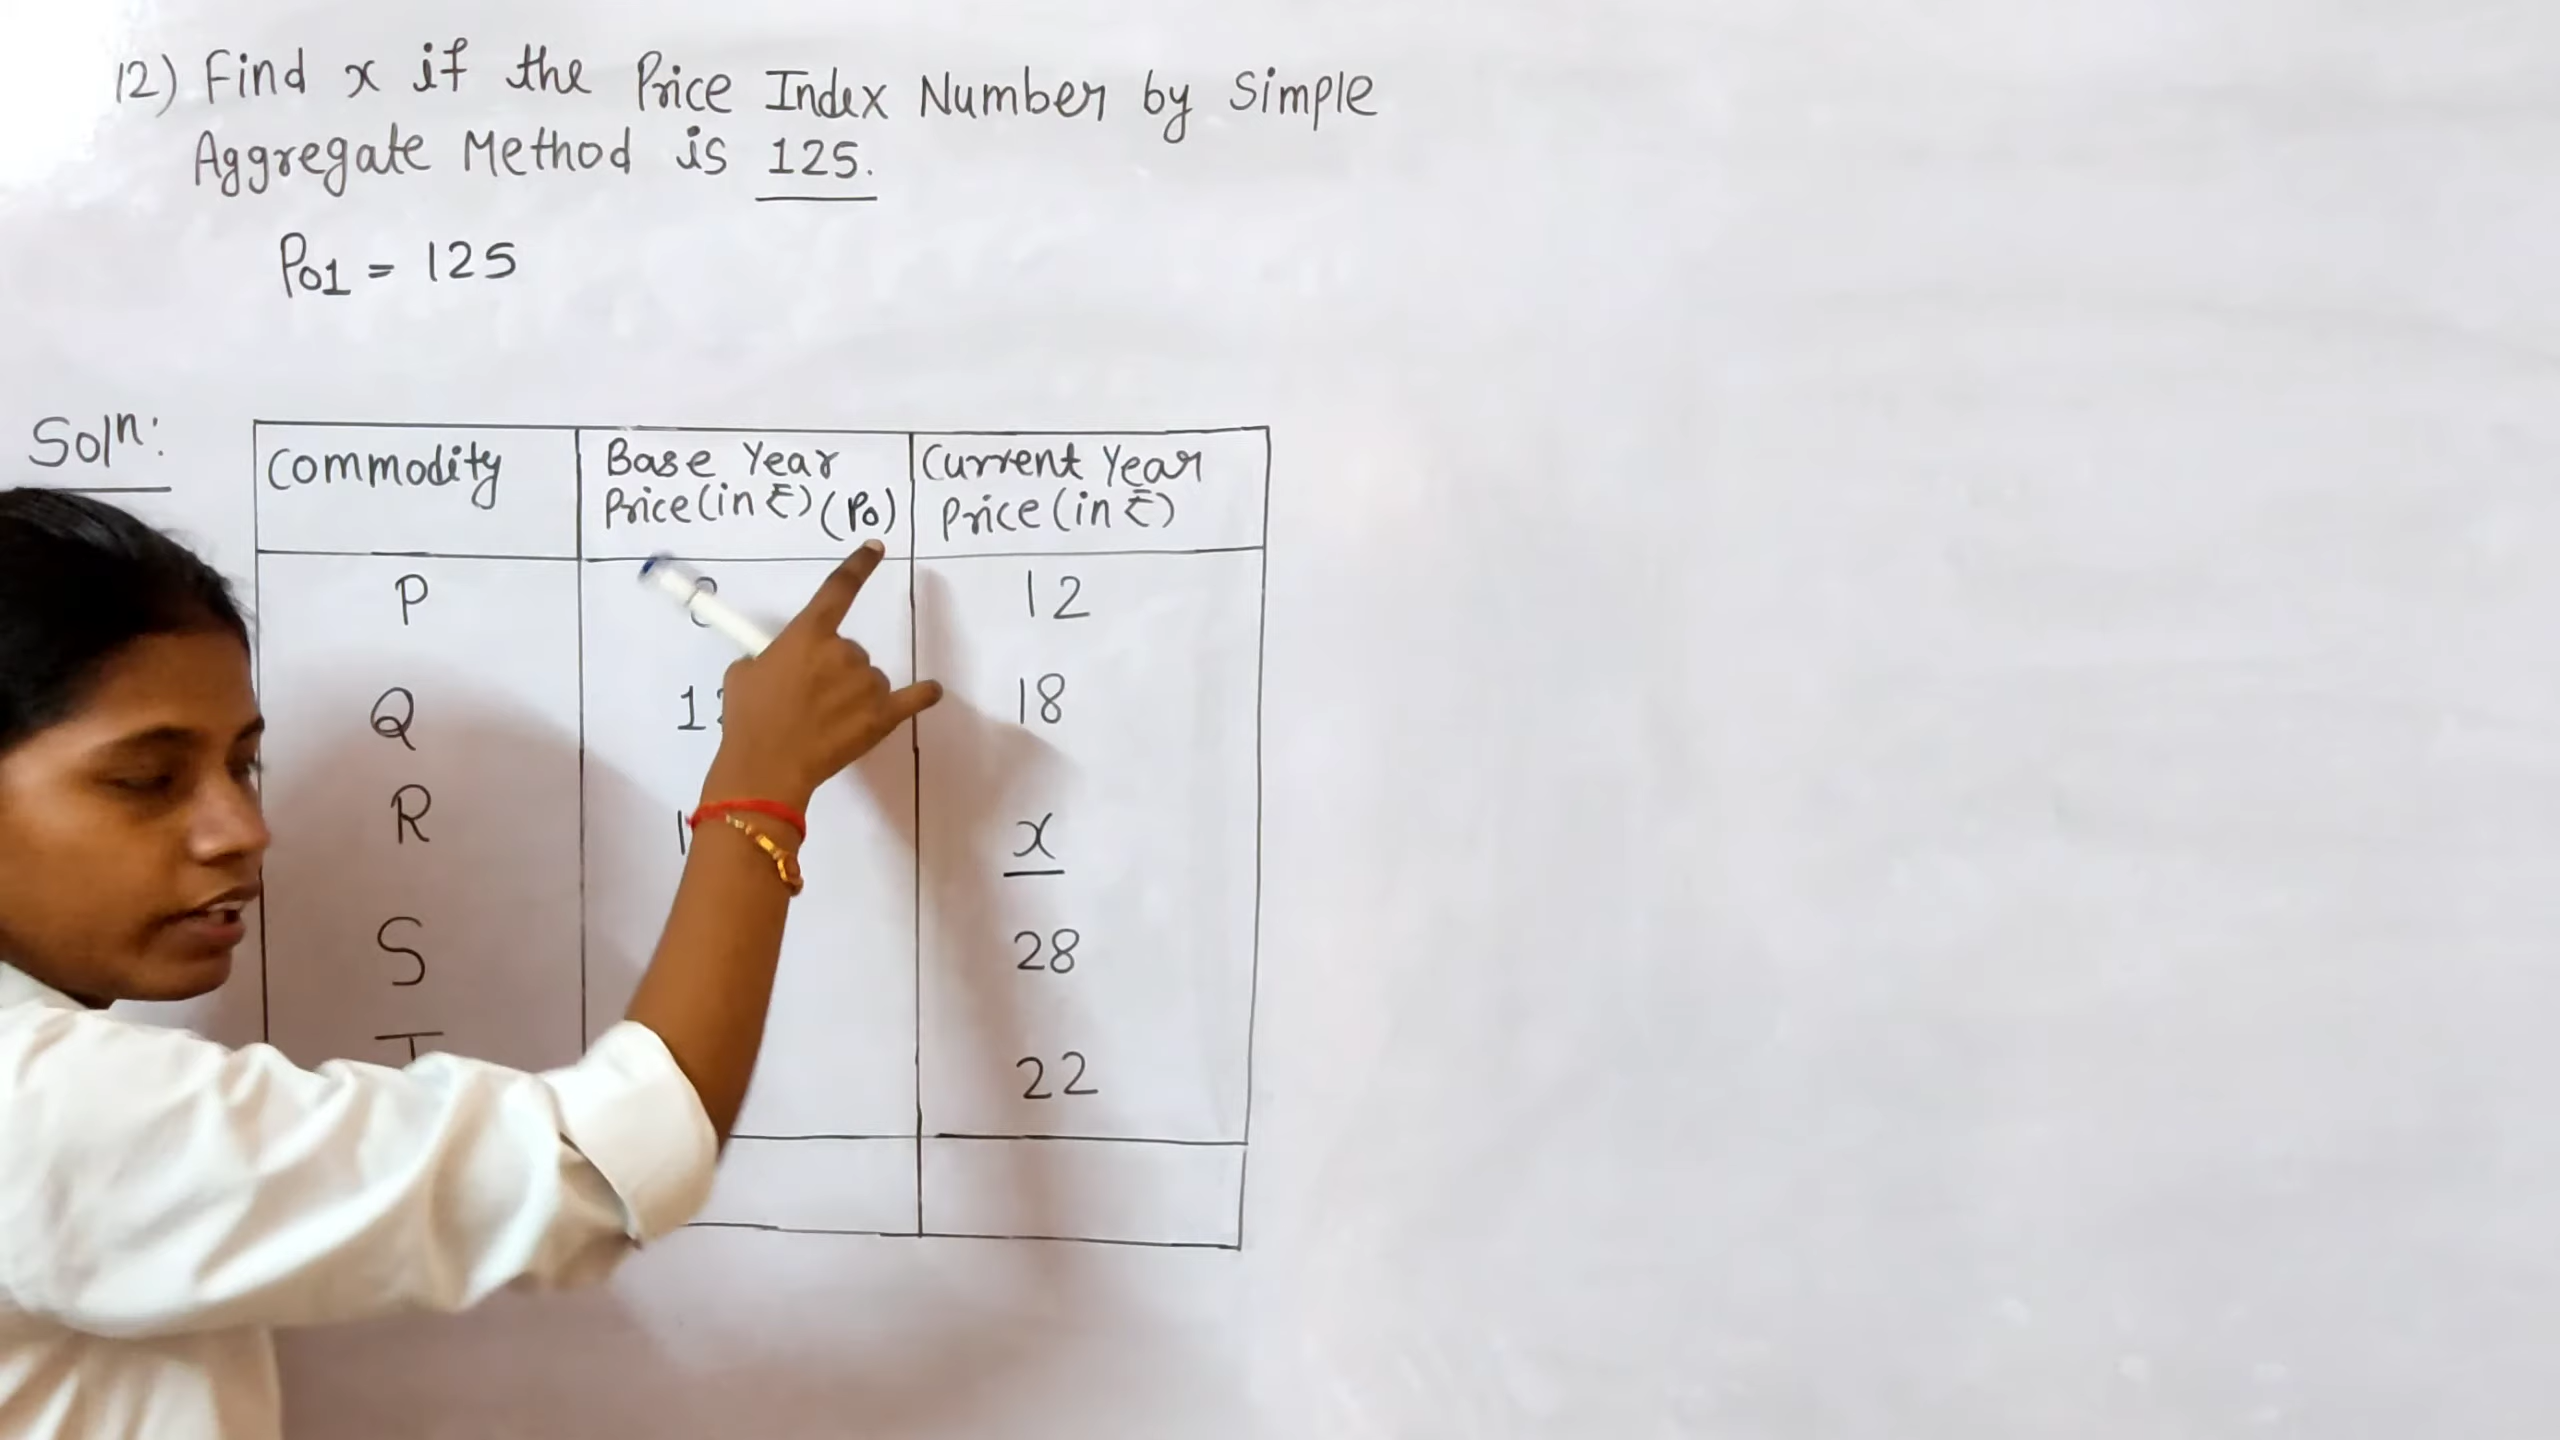 12) Find x if the Price Index Number by Simple
Aggregate Method is 125.
P01 = 125
Soln:
Commodity
Base Year
Price (in ₹) (P0)
Current Year
Price (in ₹)
P 12
Q 18
R x
S 28
22